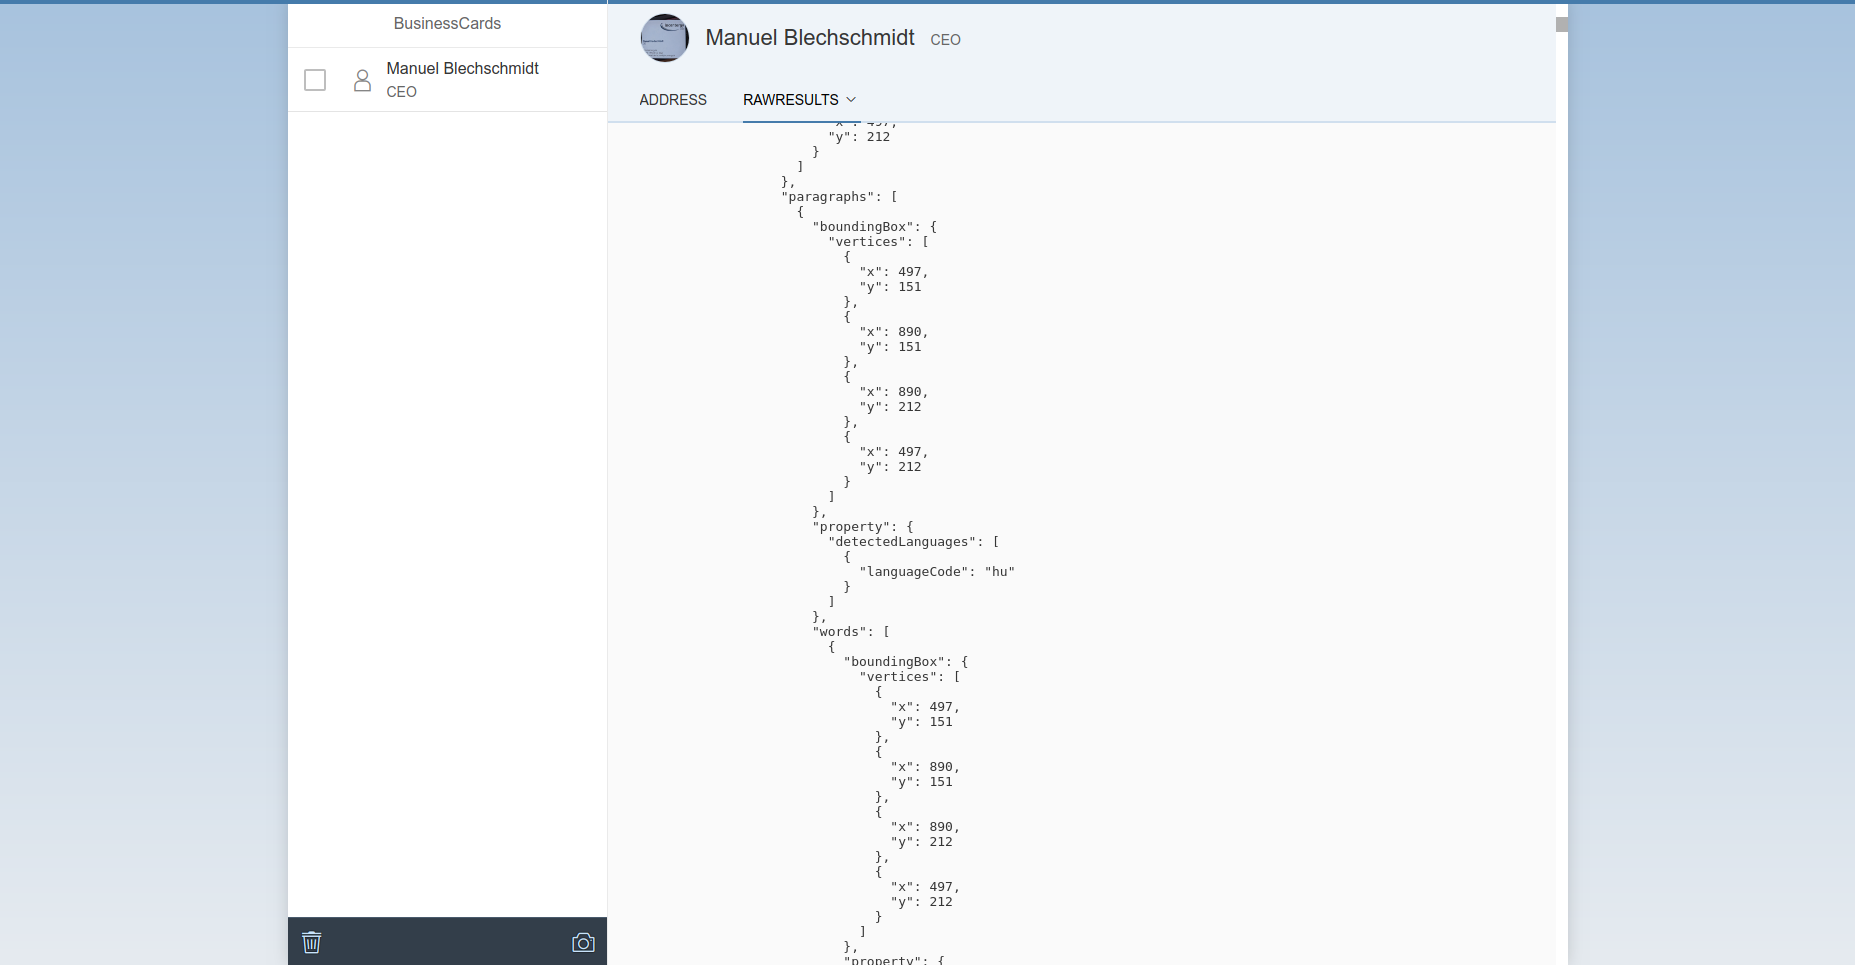 BusinessCards
Manuel Blechschmidt
CEO
Manuel Blechschmidt CEO
ADDRESS RAWRESULTS
"x": 497,
"y": 212
}
]
},
"paragraphs": [
{
"boundingBox": {
"vertices": [
{
"x": 497,
"y": 151
},
{
"x": 890,
"y": 151
},
{
"x": 890,
"y": 212
},
{
"x": 497,
"y": 212
}
]
},
"property": {
"detectedLanguages": [
{
"languageCode": "hu"
}
]
},
"words": [
{
"boundingBox": {
"vertices": [
{
"x": 497,
"y": 151
},
{
"x": 890,
"y": 151
},
{
"x": 890,
"y": 212
},
{
"x": 497,
"y": 212
}
]
},
"property": {